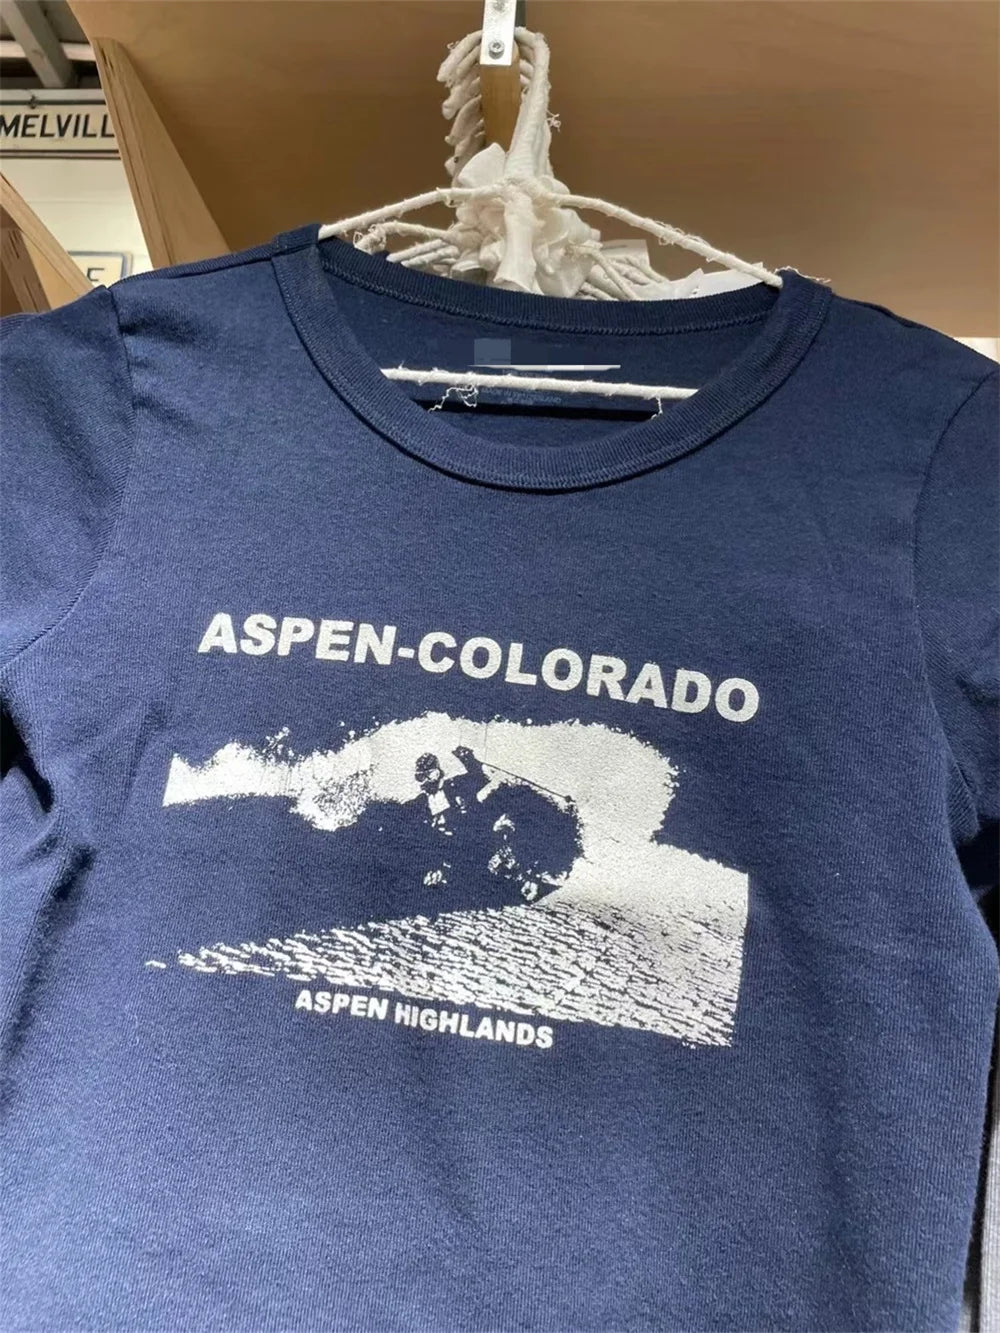 MELVILL
E
ASPEN-COLORADO
ASPEN HIGHLANDS